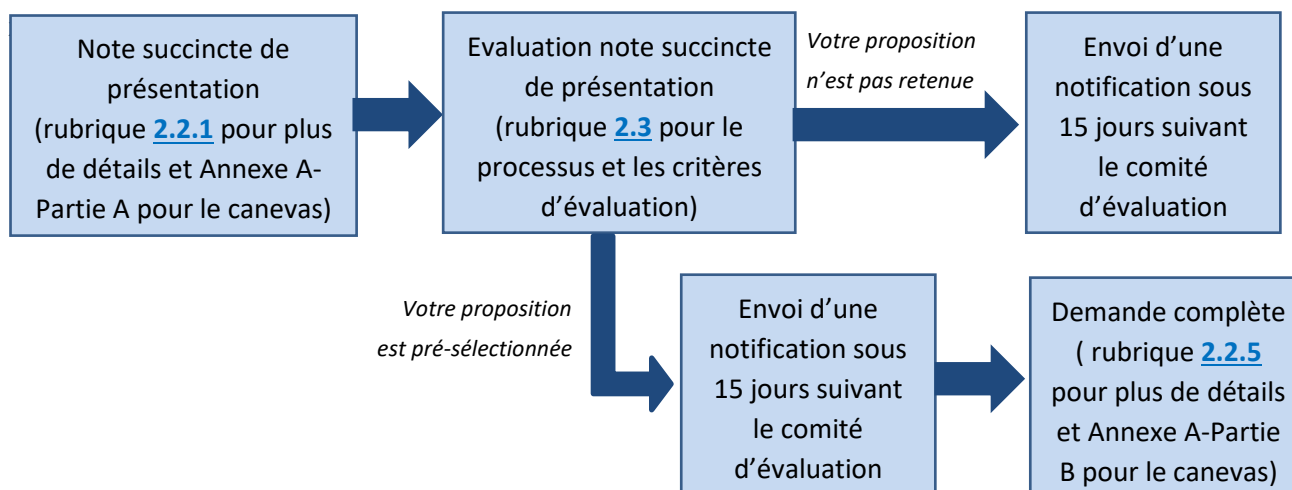 Note succincte de
présentation
(rubrique 2.2.1 pour plus
de détails et Annexe A-
Partie A pour le canevas)
Evaluation note succincte
de présentation
(rubrique 2.3 pour le
processus et les critères
d’évaluation)
Votre proposition
n’est pas retenue
Envoi d’une
notification sous
15 jours suivant
le comité
d’évaluation
Votre proposition
est pré-sélectionnée
Envoi d’une
notification sous
15 jours suivant
le comité
d’évaluation
Demande complète
( rubrique 2.2.5
pour plus de détails
et Annexe A-Partie
B pour le canevas)